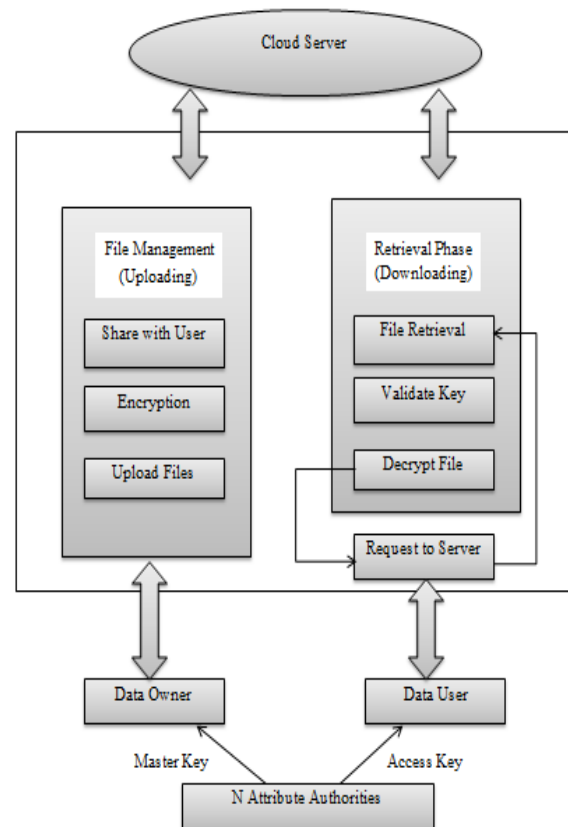 Cloud Server
File Management
(Uploading)
Share with User
Encryption
Upload Files
Retrieval Phase
(Downloading)
File Retrieval
Validate Key
Decrypt File
Request to Server
Data Owner
Data User
Master Key
Access Key
N Attribute Authorities